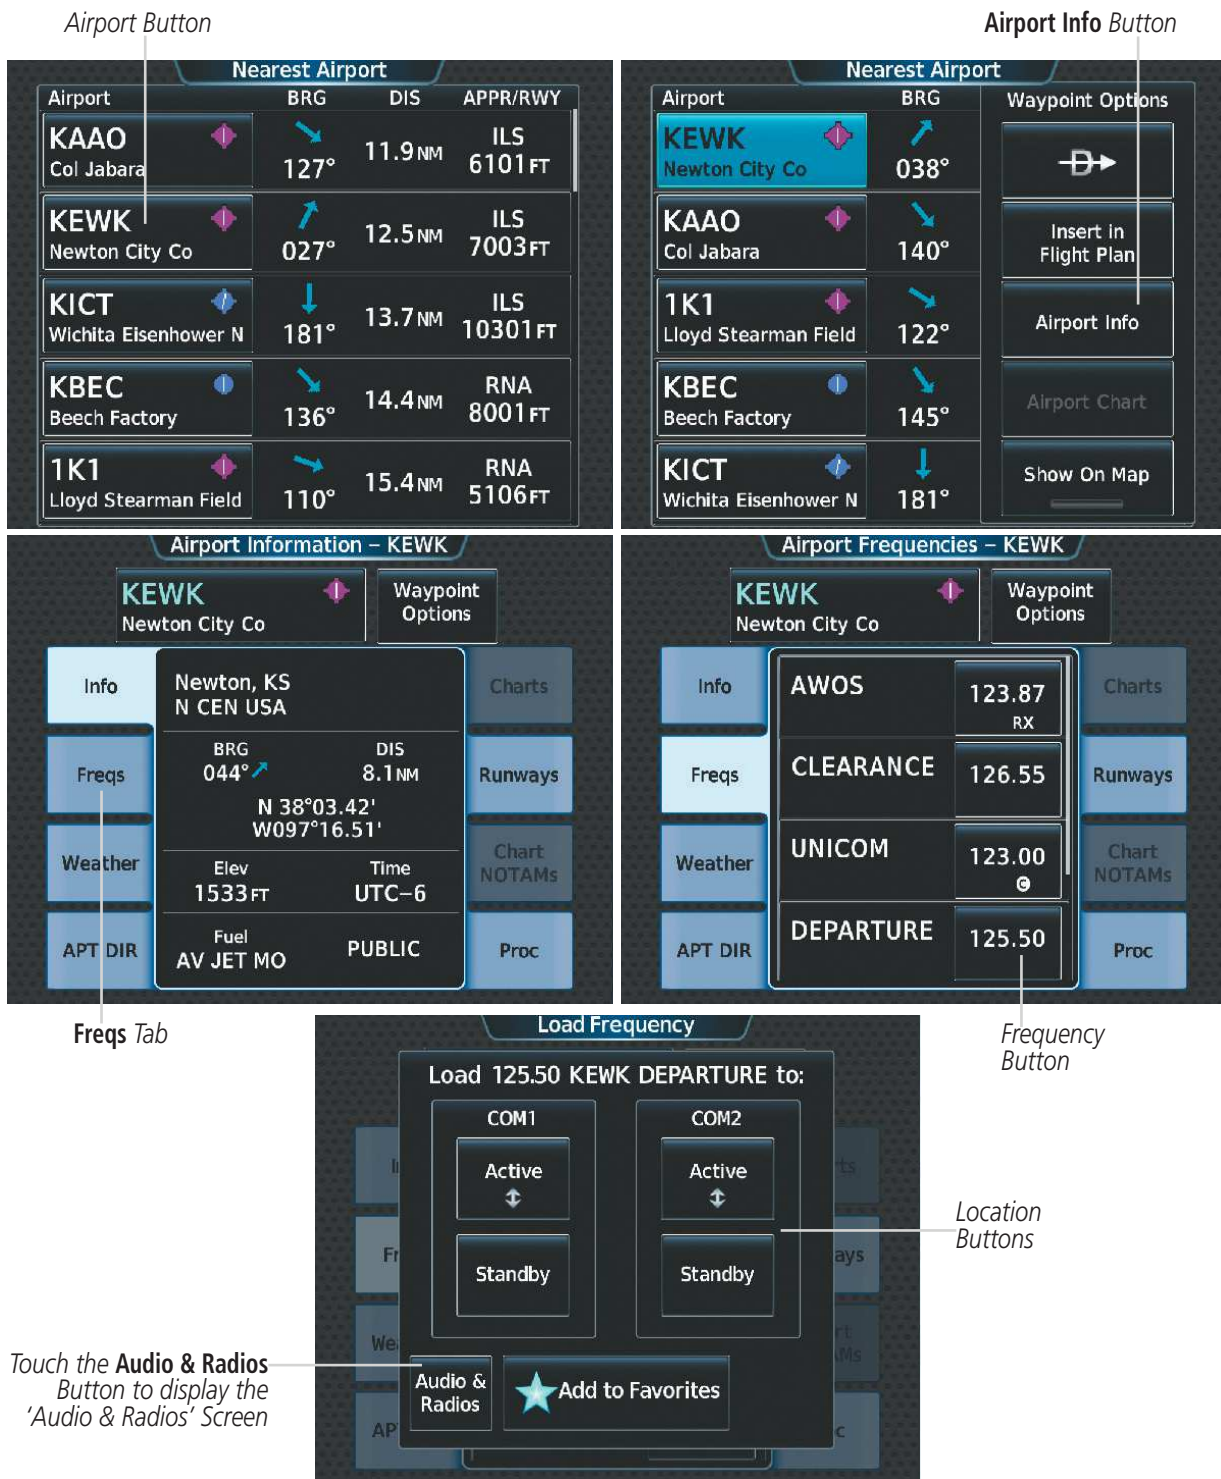 Airport Button
Airport Info Button
Nearest Airport
Airport BRG DIS APPR/RWY
KAAO
Col Jabara
127°
11.9NM
ILS
6101FT
KEWK
Newton City Co
027°
12.5NM
ILS
7003FT
KICT
Wichita Eisenhower N
181°
13.7NM
ILS
10301FT
KBEC
Beech Factory
136°
14.4NM
RNA
8001FT
1K1
Lloyd Stearman Field
110°
15.4NM
RNA
5106FT
Nearest Airport
Airport BRG
KEWK
Newton City Co
038°
KAAO
Col Jabara
140°
1K1
Lloyd Stearman Field
122°
KBEC
Beech Factory
145°
KICT
Wichita Eisenhower N
181°
Waypoint Options
D
Insert in
Flight Plan
Airport Info
Airport Chart
Show On Map
Airport Information – KEWK
KEWK
Newton City Co
Waypoint
Options
Info
Freqs
Weather
APT DIR
Newton, KS
N CEN USA
BRG DIS
044° 8.1NM
N 38°03.42'
W097°16.51'
Elev Time
1533FT UTC–6
Fuel
AV JET MO PUBLIC
Charts
Runways
Chart
NOTAMs
Proc
Airport Frequencies – KEWK
KEWK
Newton City Co
Waypoint
Options
Info
Freqs
Weather
APT DIR
AWOS 123.87
RX
CLEARANCE 126.55
UNICOM 123.00
C
DEPARTURE 125.50
Charts
Runways
Chart
NOTAMs
Proc
Freqs Tab
Frequency
Button
Load Frequency
Load 125.50 KEWK DEPARTURE to:
COM1
Active
Standby
COM2
Active
Standby
Audio &
Radios
Add to Favorites
I
Fr
We
AP
ts
ays
rt
AMs
c
Location
Buttons
Touch the Audio & Radios
Button to display the
'Audio & Radios' Screen